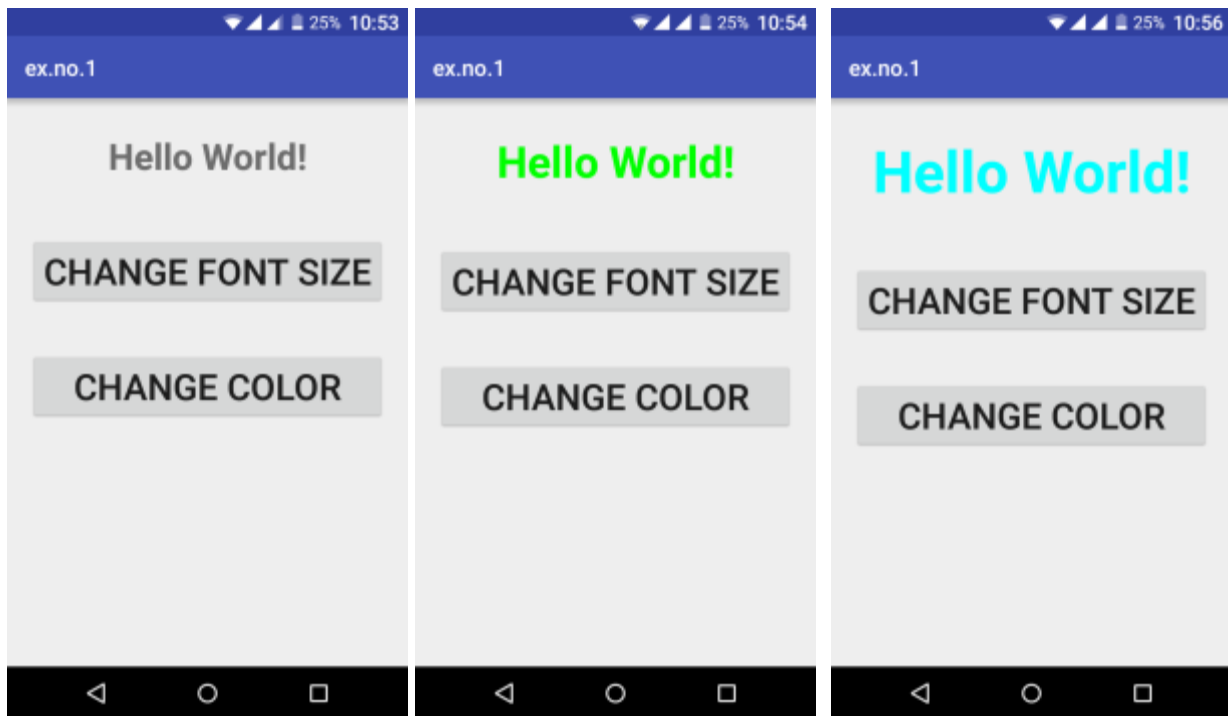 25% 10:53
ex.no.1
Hello World!
CHANGE FONT SIZE
CHANGE COLOR
25% 10:54
ex.no.1
Hello World!
CHANGE FONT SIZE
CHANGE COLOR
25% 10:56
ex.no.1
Hello World!
CHANGE FONT SIZE
CHANGE COLOR